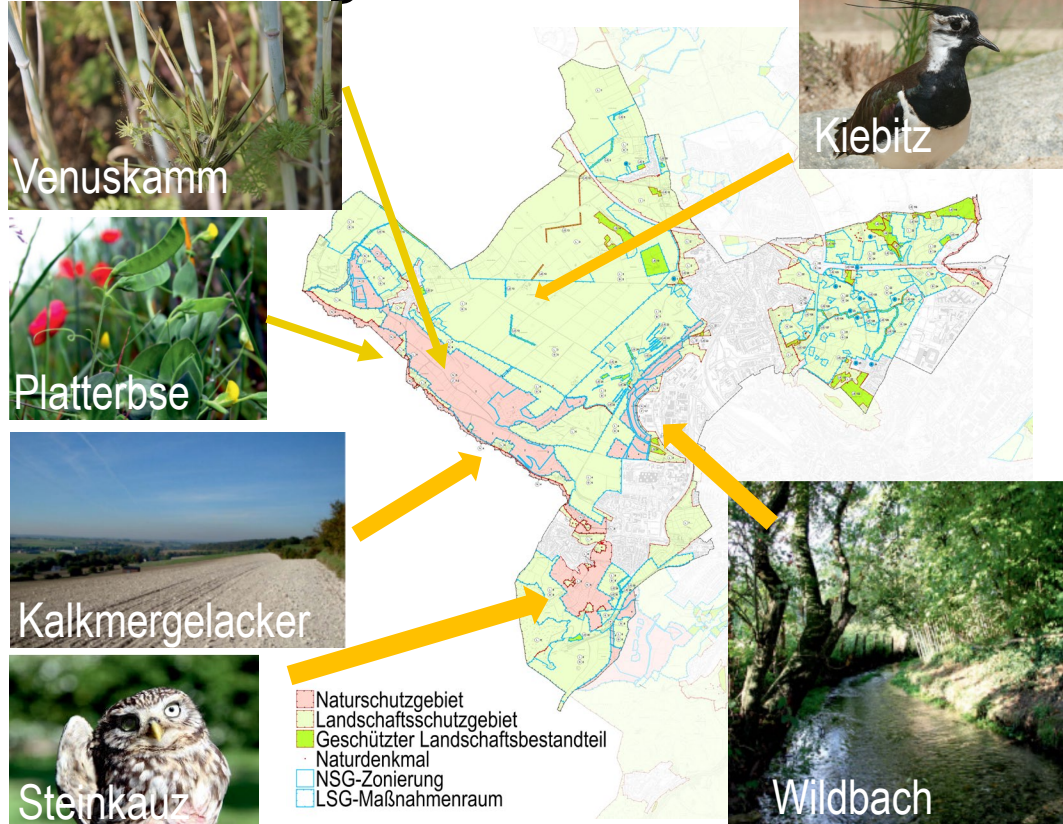 Venuskamm
Kiebitz
Platterbse
Kalkmergelacker
Steinkauz
Naturschutzgebiet
Landschaftsschutzgebiet
Geschützter Landschaftsbestandteil
Naturdenkmal
NSG-Zonierung
LSG-Maßnahmenraum
Wildbach